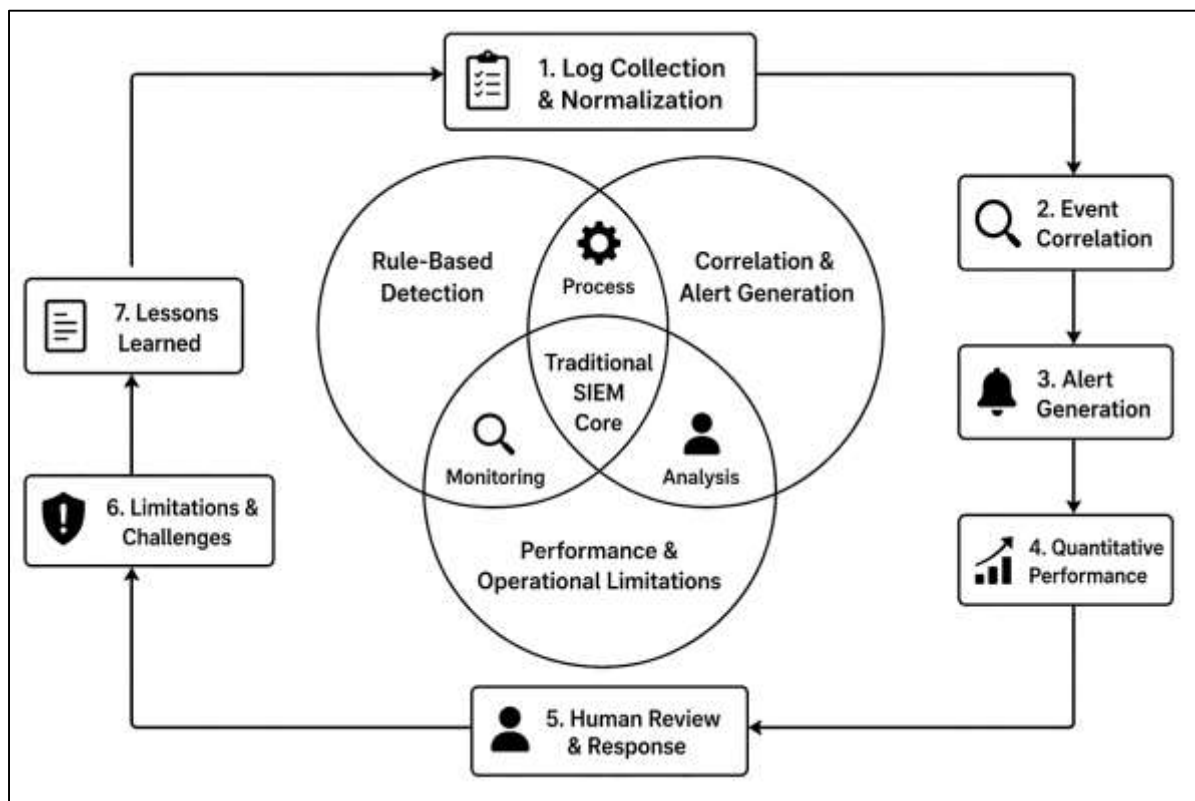 1. Log Collection
& Normalization
2. Event
Correlation
3. Alert
Generation
4. Quantitative
Performance
5. Human Review
& Response
6. Limitations &
Challenges
7. Lessons
Learned
Rule-Based
Detection
Process
Correlation &
Alert Generation
Traditional
SIEM
Core
Monitoring
Analysis
Performance &
Operational Limitations